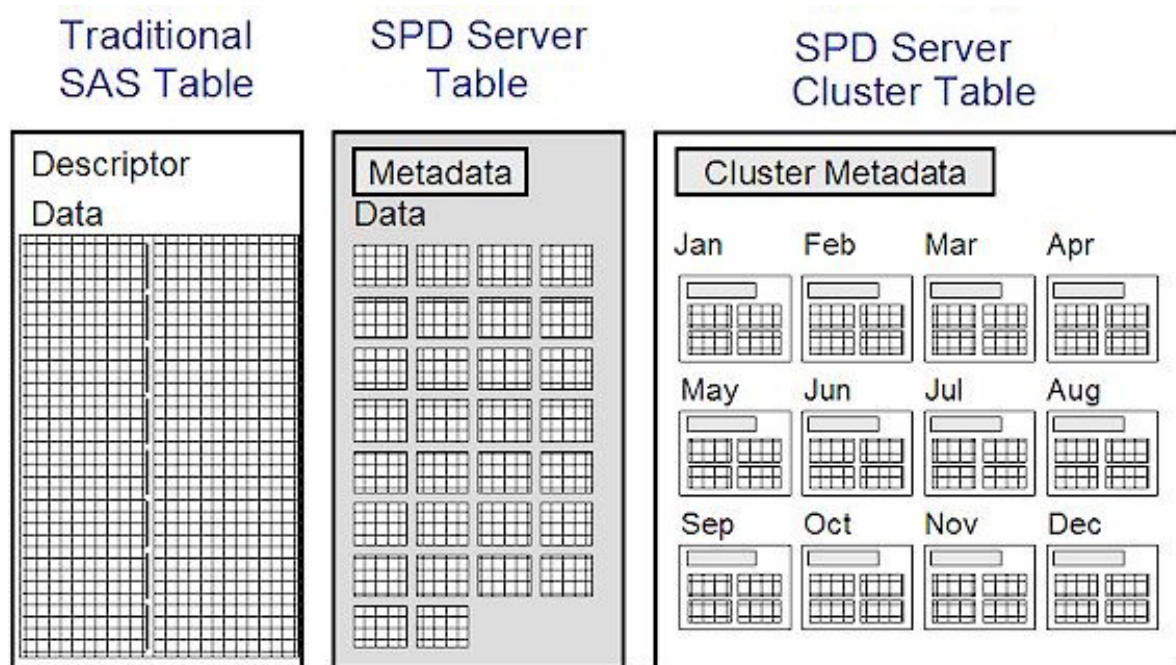 Traditional
SAS Table
SPD Server
Table
SPD Server
Cluster Table
Descriptor
Data
Metadata
Data
Cluster Metadata
Jan Feb Mar Apr
May Jun Jul Aug
Sep Oct Nov Dec